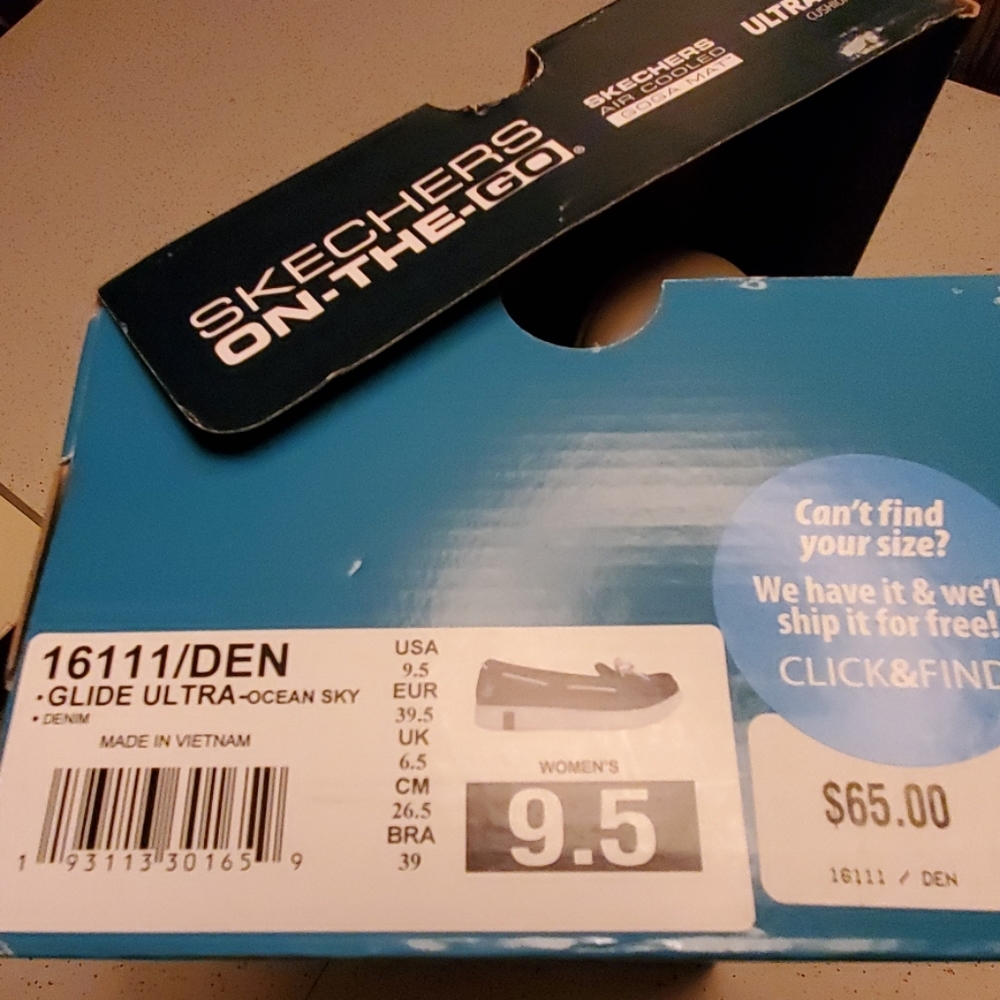 SKECHERS
ON-THE-GO®
SKECHERS
AIR COOLED
GOGA MAT™
ULTRA
Can't find
your size?
We have it & we'l
ship it for free!
CLICK&FIND
16111/DEN
• GLIDE ULTRA-OCEAN SKY
• DENIM
MADE IN VIETNAM
1 93113 30165 9
USA
9.5
EUR
39.5
UK
6.5
CM
26.5
BRA
39
WOMEN'S
9.5
$65.00
16111 / DEN